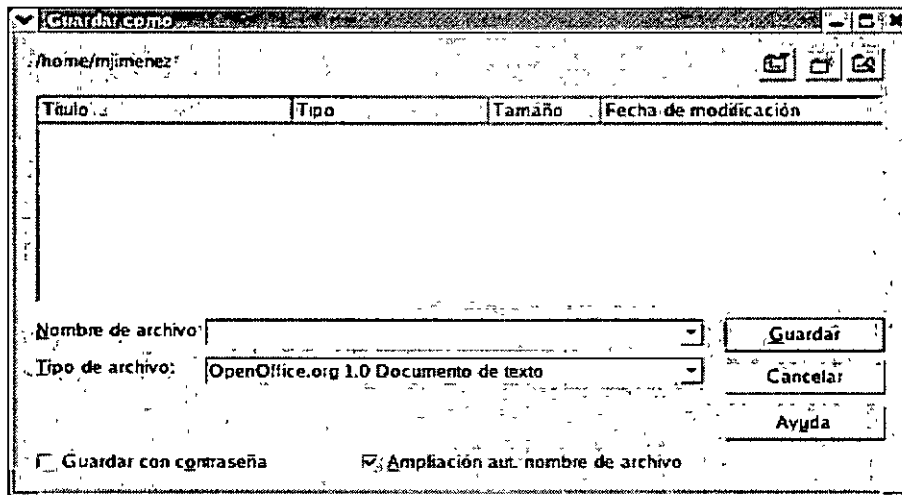 Guardar como
/home/mjimenez
Título Tipo Tamaño Fecha de modificación
Nombre de archivo:
Guardar
Tipo de archivo: OpenOffice.org 1.0 Documento de texto
Cancelar
Ayuda
Guardar con contraseña Ampliación aut. nombre de archivo